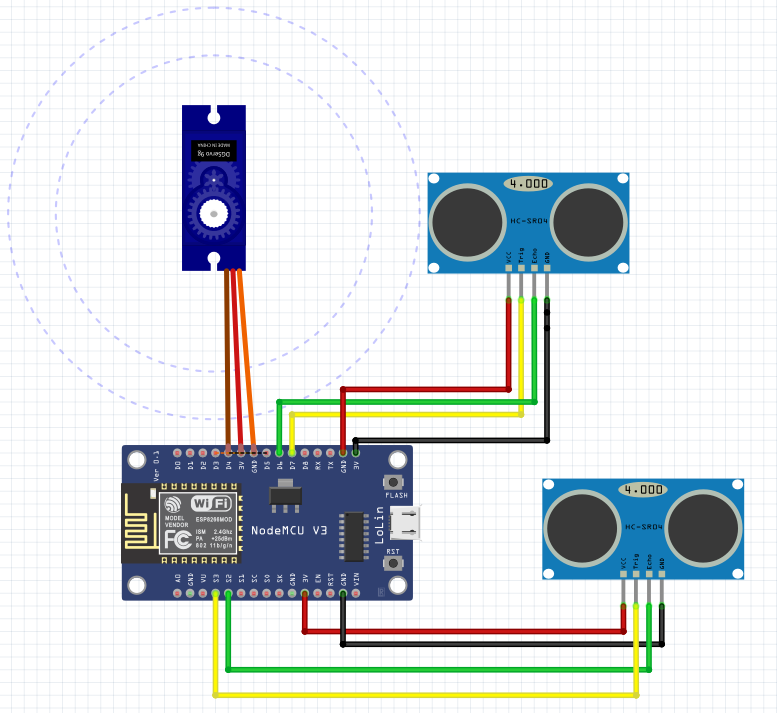 MADE IN CHINA
DGServo 9g
4.000
HC-SR04
VCC Trig Echo GND
Ver 0.1
D0 D1 D2 D3 D4 3V GND D5 D6 D7 D8 RX TX GND 3V
FLASH
WiFi
MODEL
VENDOR
ESP8266MOD
FC
ISM 2.4GHz
PA +25dBm
802.11b/g/n
NodeMCU V3
LoLin
RST
A0 GND VU S3 S2 S1 SC S0 SK GND 3V EN RST GND VIN
4.000
HC-SR04
VCC Trig Echo GND